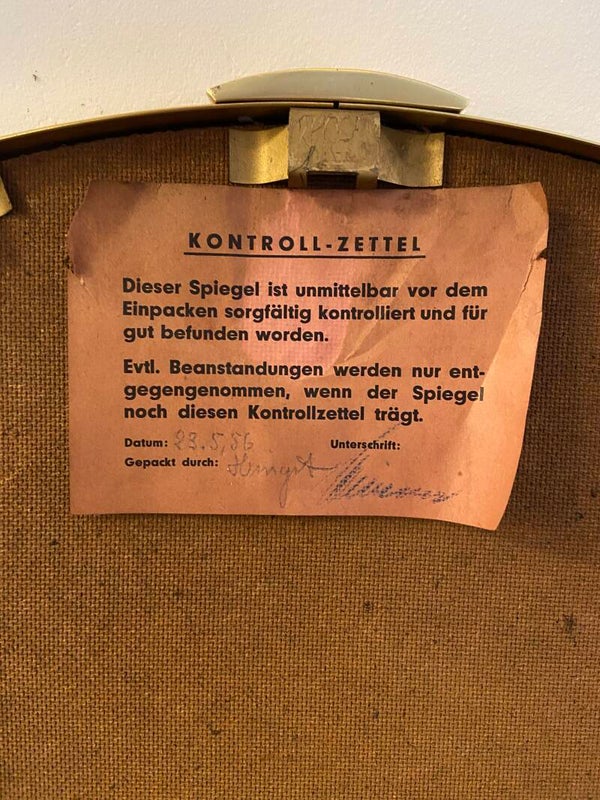 KONTROLL-ZETTEL
Dieser Spiegel ist unmittelbar vor dem
Einpacken sorgfältig kontrolliert und für
gut befunden worden.
Evtl. Beanstandungen werden nur ent-
gegengenommen, wenn der Spiegel
noch diesen Kontrollzettel trägt.
Datum: 23.5.56 Unterschrift:
Gepackt durch: